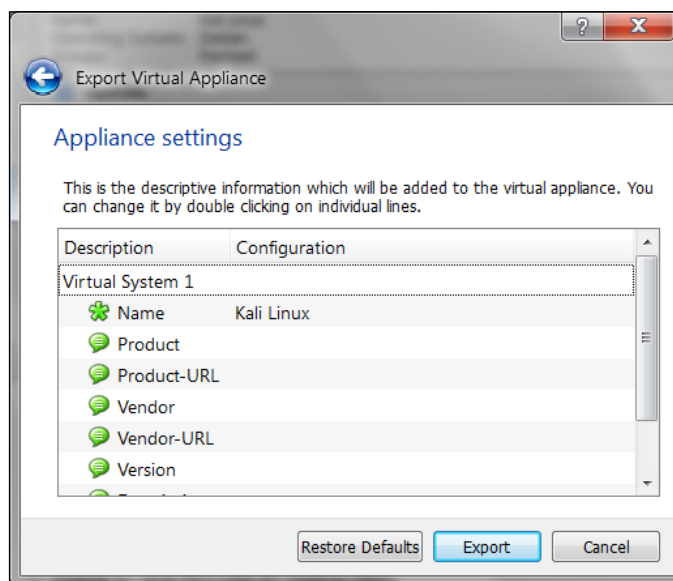 Export Virtual Appliance
Appliance settings
This is the descriptive information which will be added to the virtual appliance. You
can change it by double clicking on individual lines.
Description Configuration
Virtual System 1
Name Kali Linux
Product
Product-URL
Vendor
Vendor-URL
Version
Restore Defaults Export Cancel